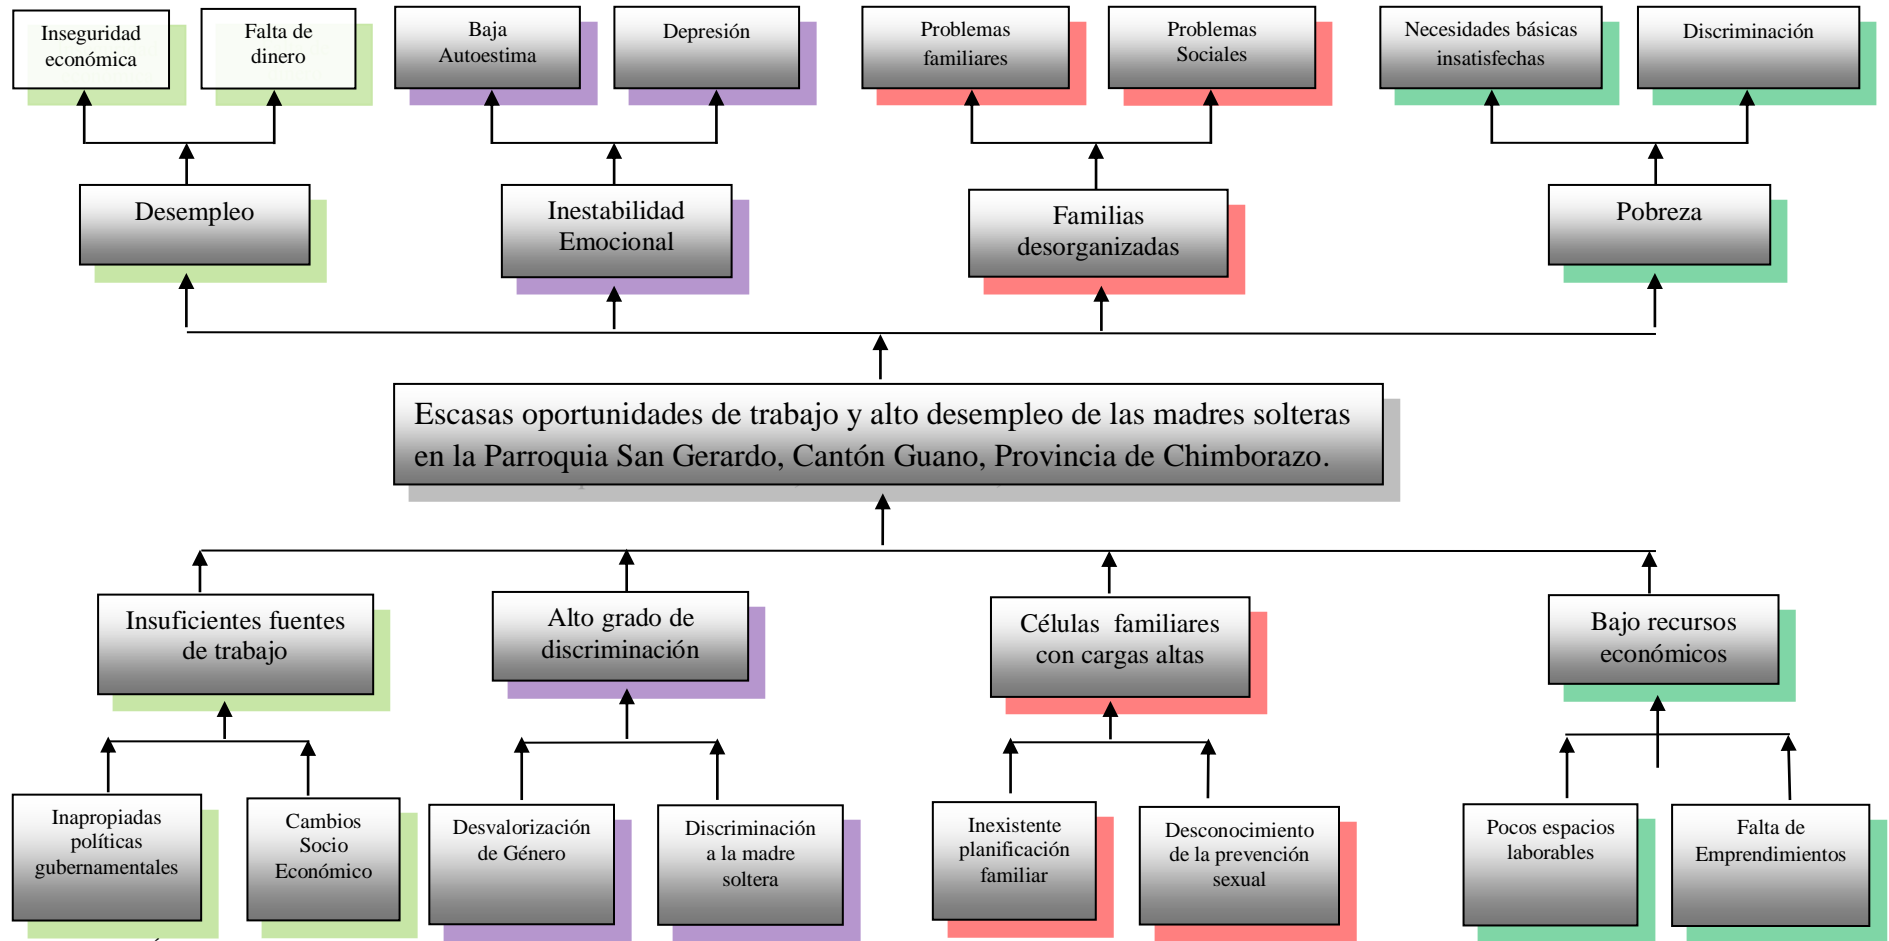 Inseguridad
económica
Falta de
dinero
Baja
Autoestima
Depresión
Problemas
familiares
Problemas
Sociales
Necesidades básicas
insatisfechas
Discriminación
Desempleo
Inestabilidad
Emocional
Familias
desorganizadas
Pobreza
Escasas oportunidades de trabajo y alto desempleo de las madres solteras
en la Parroquia San Gerardo, Cantón Guano, Provincia de Chimborazo.
Insuficientes fuentes
de trabajo
Alto grado de
discriminación
Células familiares
con cargas altas
Bajo recursos
económicos
Inapropiadas
políticas
gubernamentales
Cambios
Socio
Económico
Desvalorización
de Género
Discriminación
a la madre
soltera
Inexistente
planificación
familiar
Desconocimiento
de la prevención
sexual
Pocos espacios
laborables
Falta de
Emprendimientos